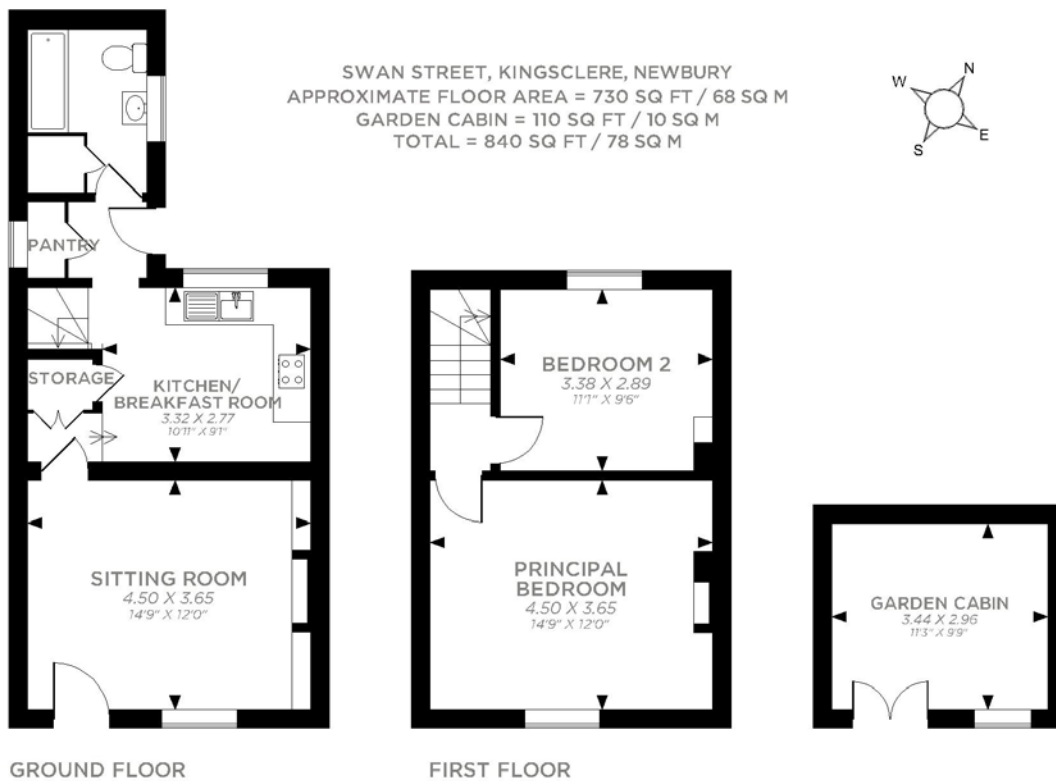 SWAN STREET, KINGSCLERE, NEWBURY
APPROXIMATE FLOOR AREA = 730 SQ FT / 68 SQ M
GARDEN CABIN = 110 SQ FT / 10 SQ M
TOTAL = 840 SQ FT / 78 SQ M
N
W
E
S
PANTRY
STORAGE
KITCHEN/
BREAKFAST ROOM
3.32 X 2.77
10'11" X 9'1"
SITTING ROOM
4.50 X 3.65
14'9" X 12'0"
BEDROOM 2
3.38 X 2.89
11'1" X 9'6"
PRINCIPAL
BEDROOM
4.50 X 3.65
14'9" X 12'0"
GARDEN CABIN
3.44 X 2.96
11'3" X 9'9"
GROUND FLOOR
FIRST FLOOR